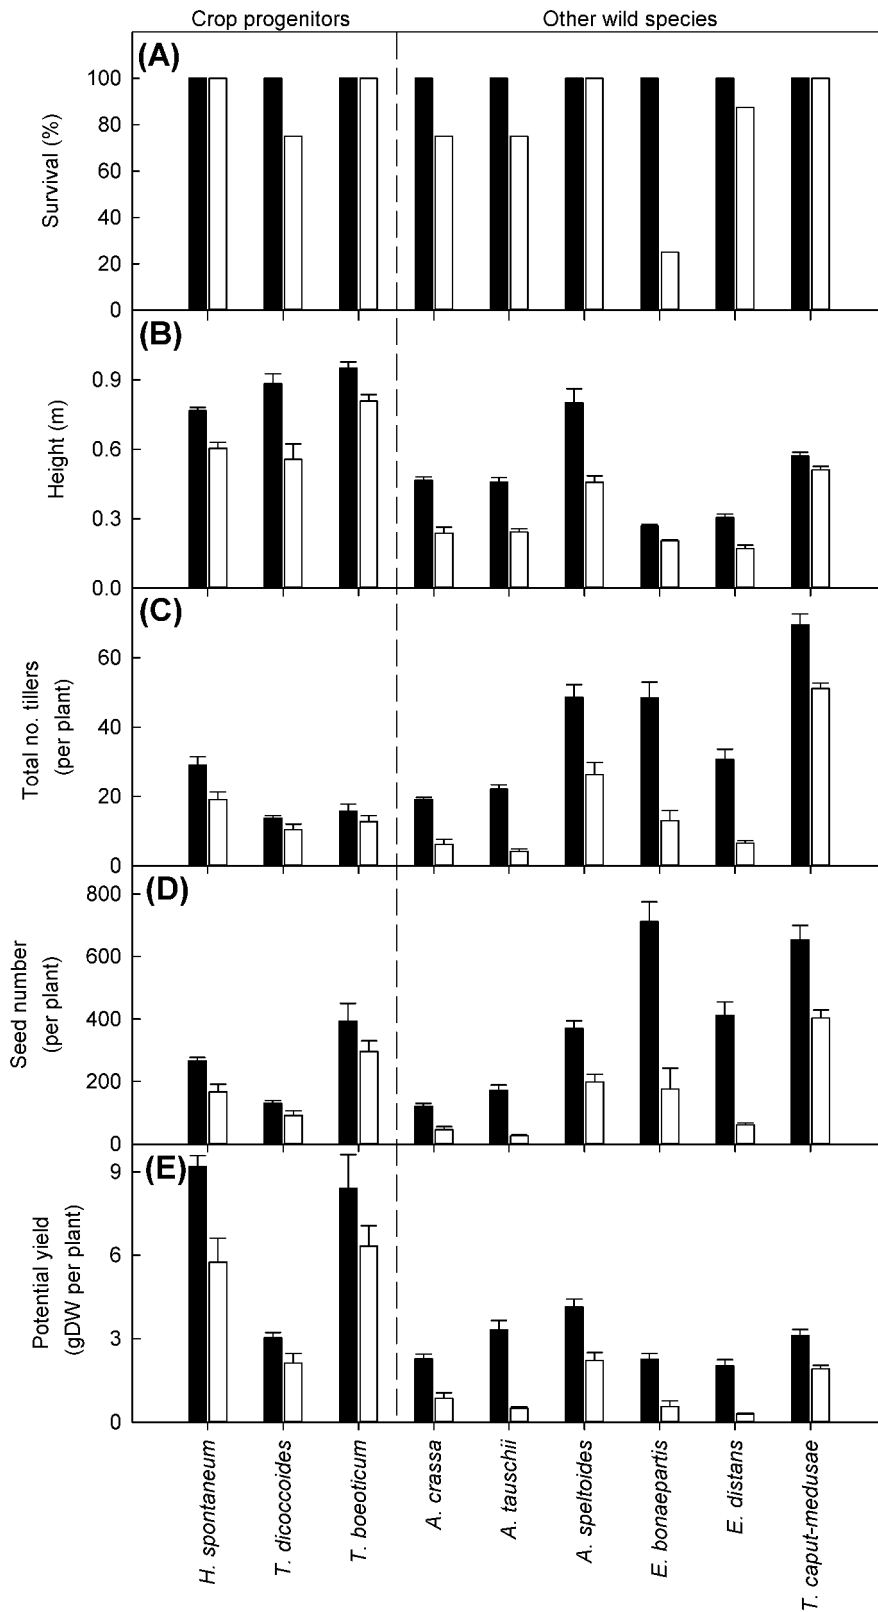 Crop progenitors
Other wild species
(A)
Survival (%)
100
80
60
40
20
0
(B)
Height (m)
0.9
0.6
0.3
0.0
(C)
Total no. tillers
(per plant)
60
40
20
0
(D)
Seed number
(per plant)
800
600
400
200
0
(E)
Potential yield
(gDW per plant)
9
6
3
0
H. spontaneum
T. dicoccoides
T. boeoticum
A. crassa
A. tauschii
A. speltoides
E. bonaepartis
E. distans
T. caput-medusae